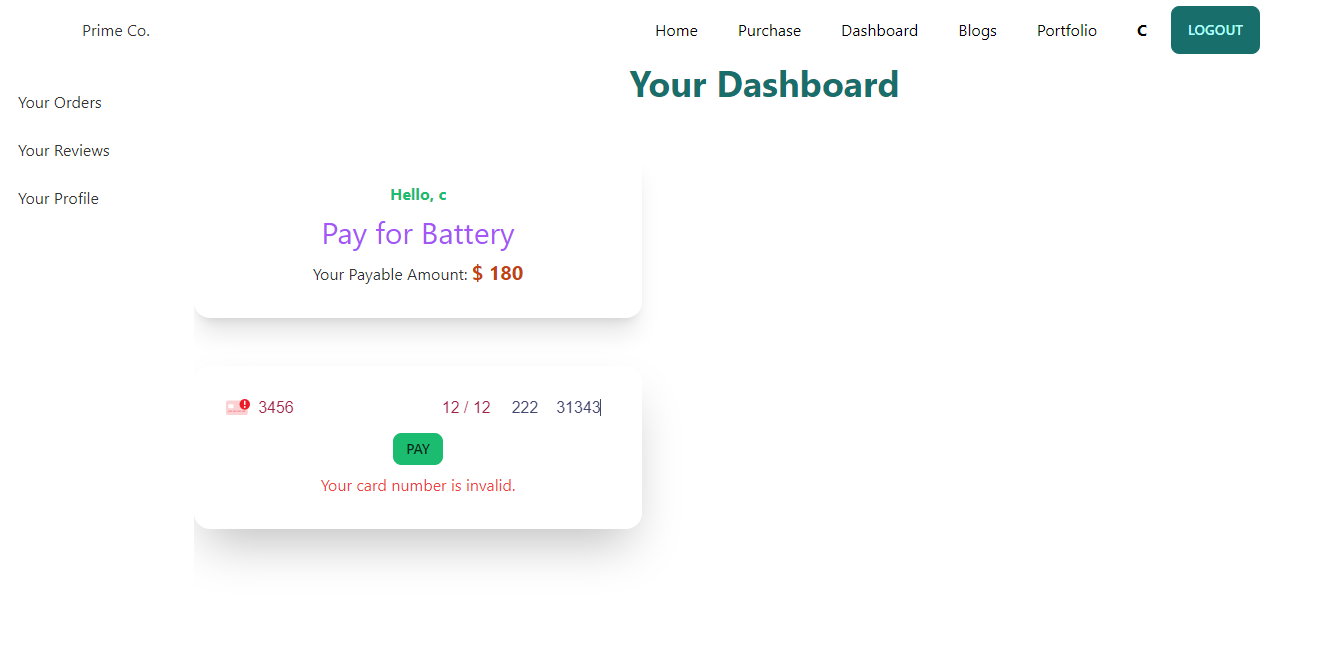 Prime Co. Home Purchase Dashboard Blogs Portfolio C LOGOUT
Your Dashboard
Your Orders
Your Reviews
Your Profile
Hello, c
Pay for Battery
Your Payable Amount: $ 180
3456 12 / 12 222 31343
PAY
Your card number is invalid.